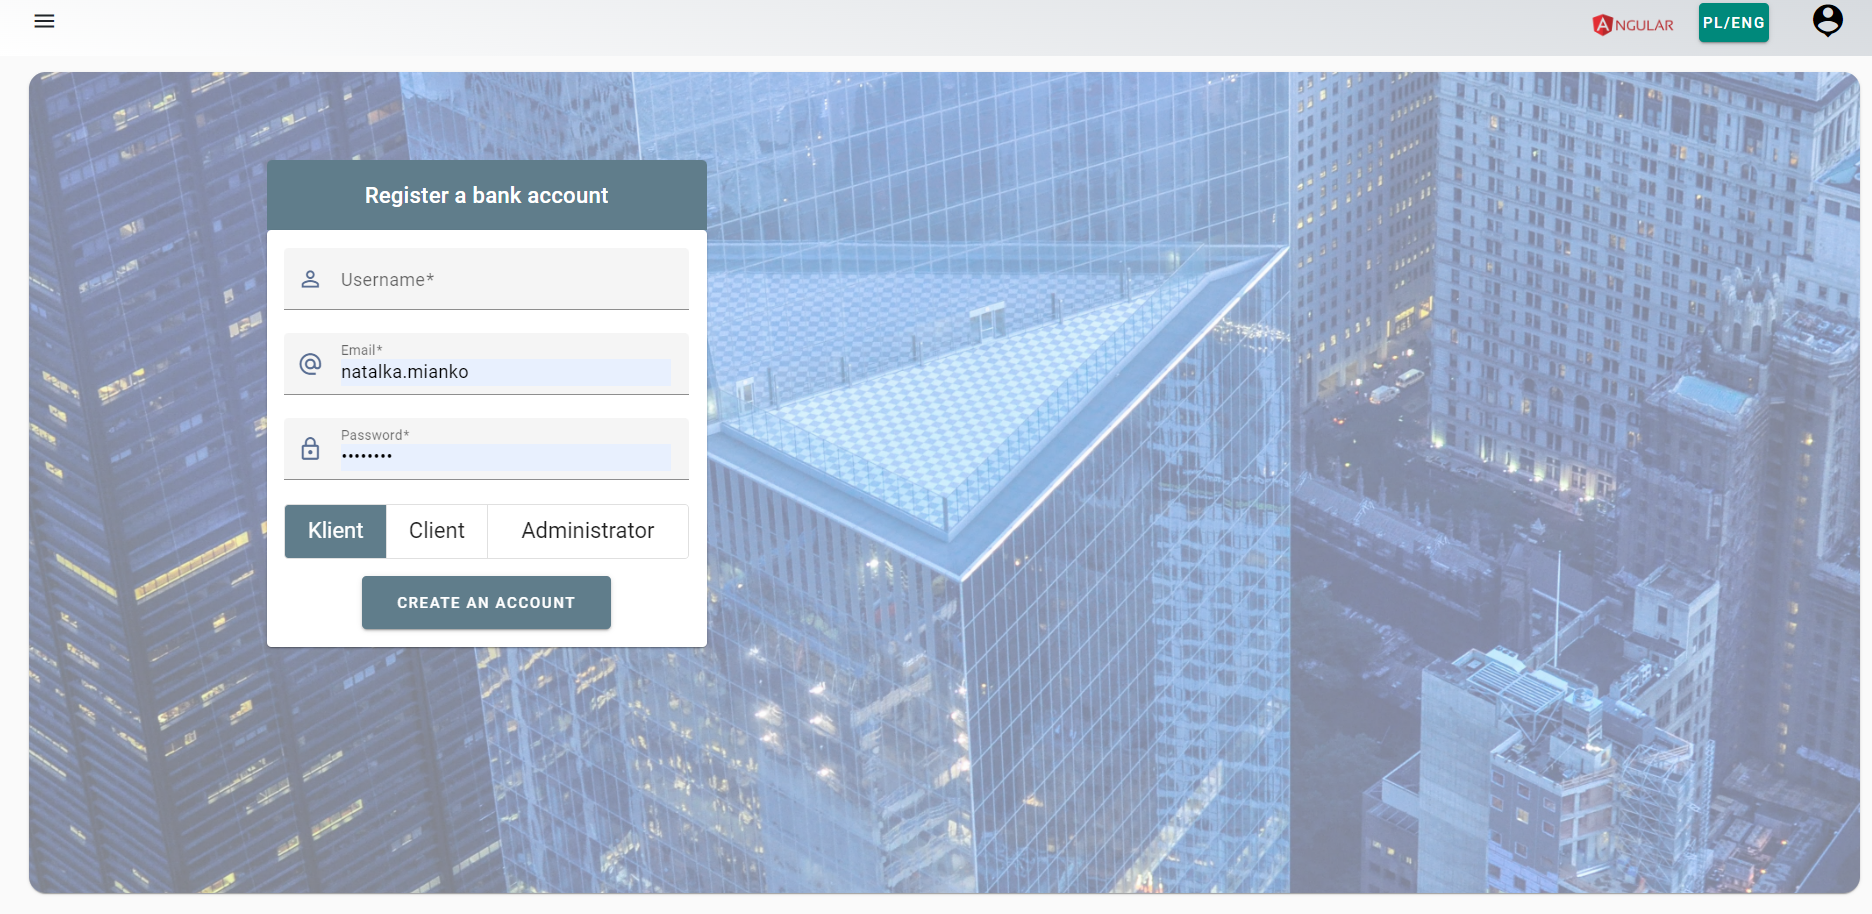 ANGULAR
PL/ENG
Register a bank account
Username*
Email*
natalka.mianko
Password*
••••••••
Klient
Client
Administrator
CREATE AN ACCOUNT